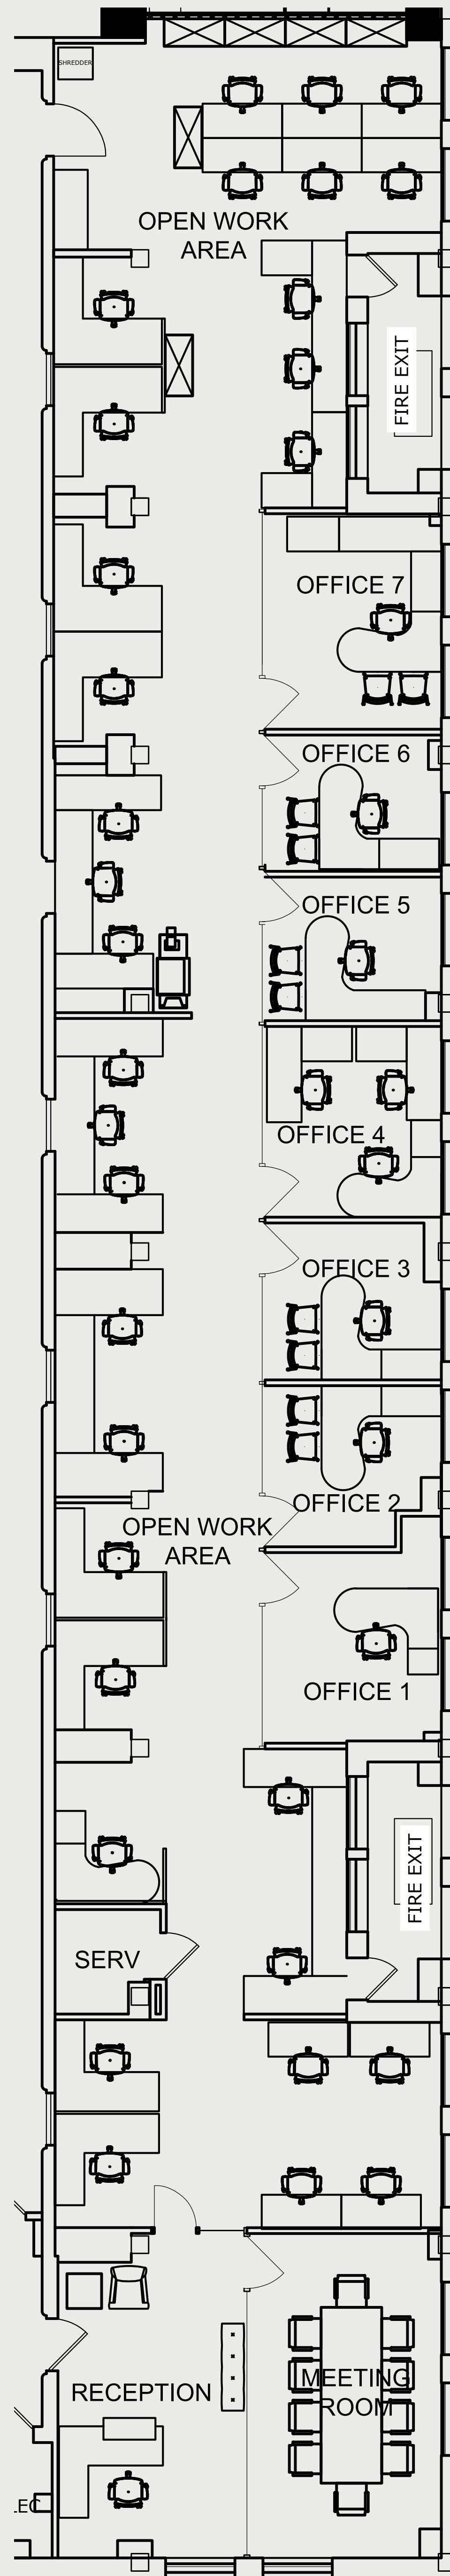 SHREDDER
OPEN WORK
AREA
FIRE EXIT
OFFICE 7
OFFICE 6
OFFICE 5
OFFICE 4
OFFICE 3
OFFICE 2
OPEN WORK
AREA
OFFICE 1
FIRE EXIT
SERV
MEETING
ROOM
RECEPTION